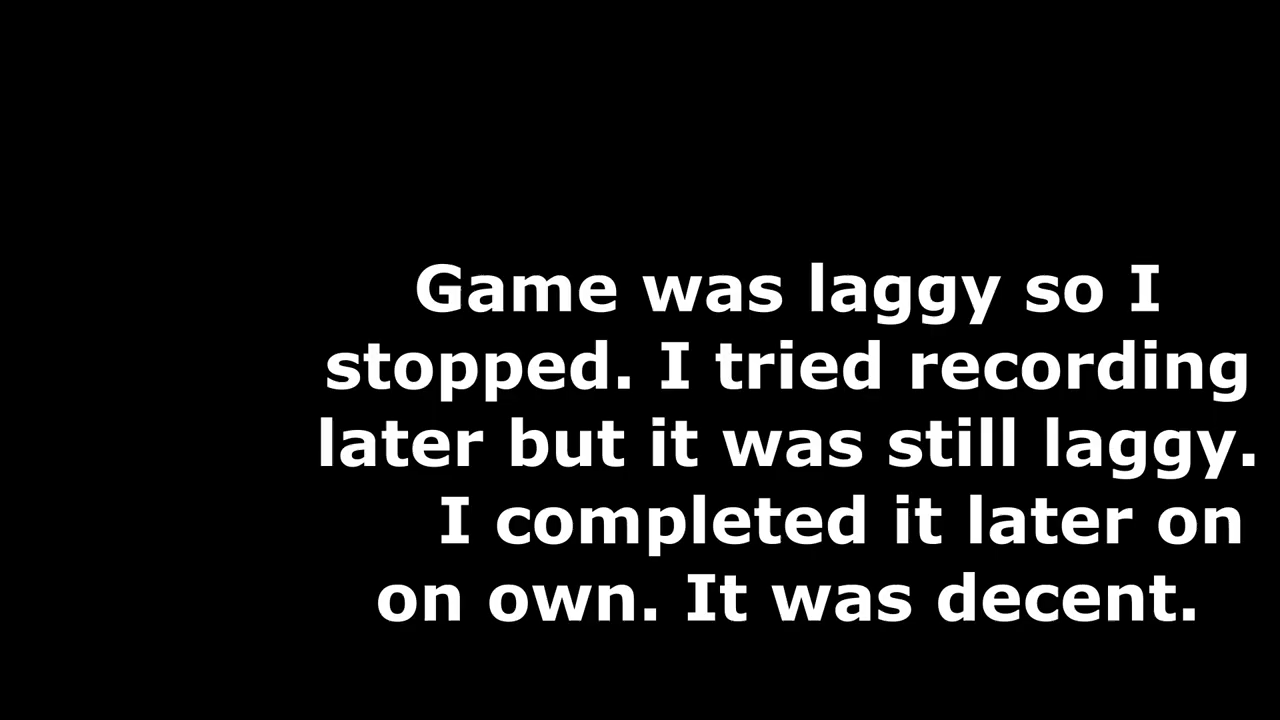 Game was laggy so I
stopped. I tried recording
later but it was still laggy.
I completed it later on
on own. It was decent.